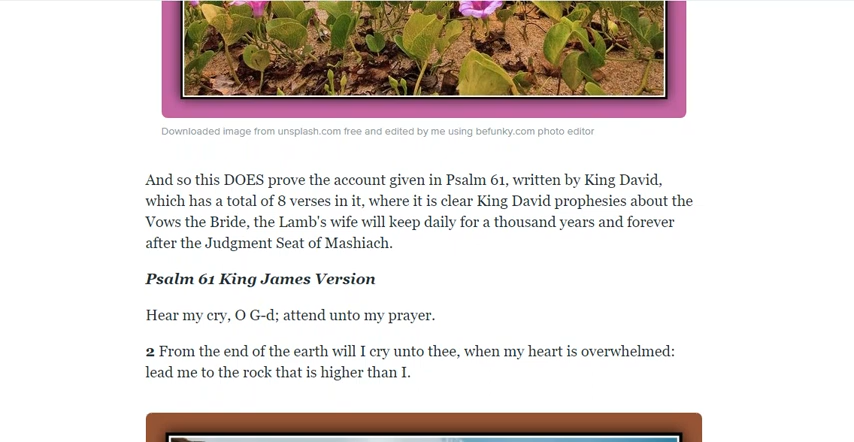 Downloaded image from unsplash.com free and edited by me using befunky.com photo editor
And so this DOES prove the account given in Psalm 61, written by King David,
which has a total of 8 verses in it, where it is clear King David prophesies about the
Vows the Bride, the Lamb's wife will keep daily for a thousand years and forever
after the Judgment Seat of Mashiach.
Psalm 61 King James Version
Hear my cry, O G-d; attend unto my prayer.
2 From the end of the earth will I cry unto thee, when my heart is overwhelmed:
lead me to the rock that is higher than I.